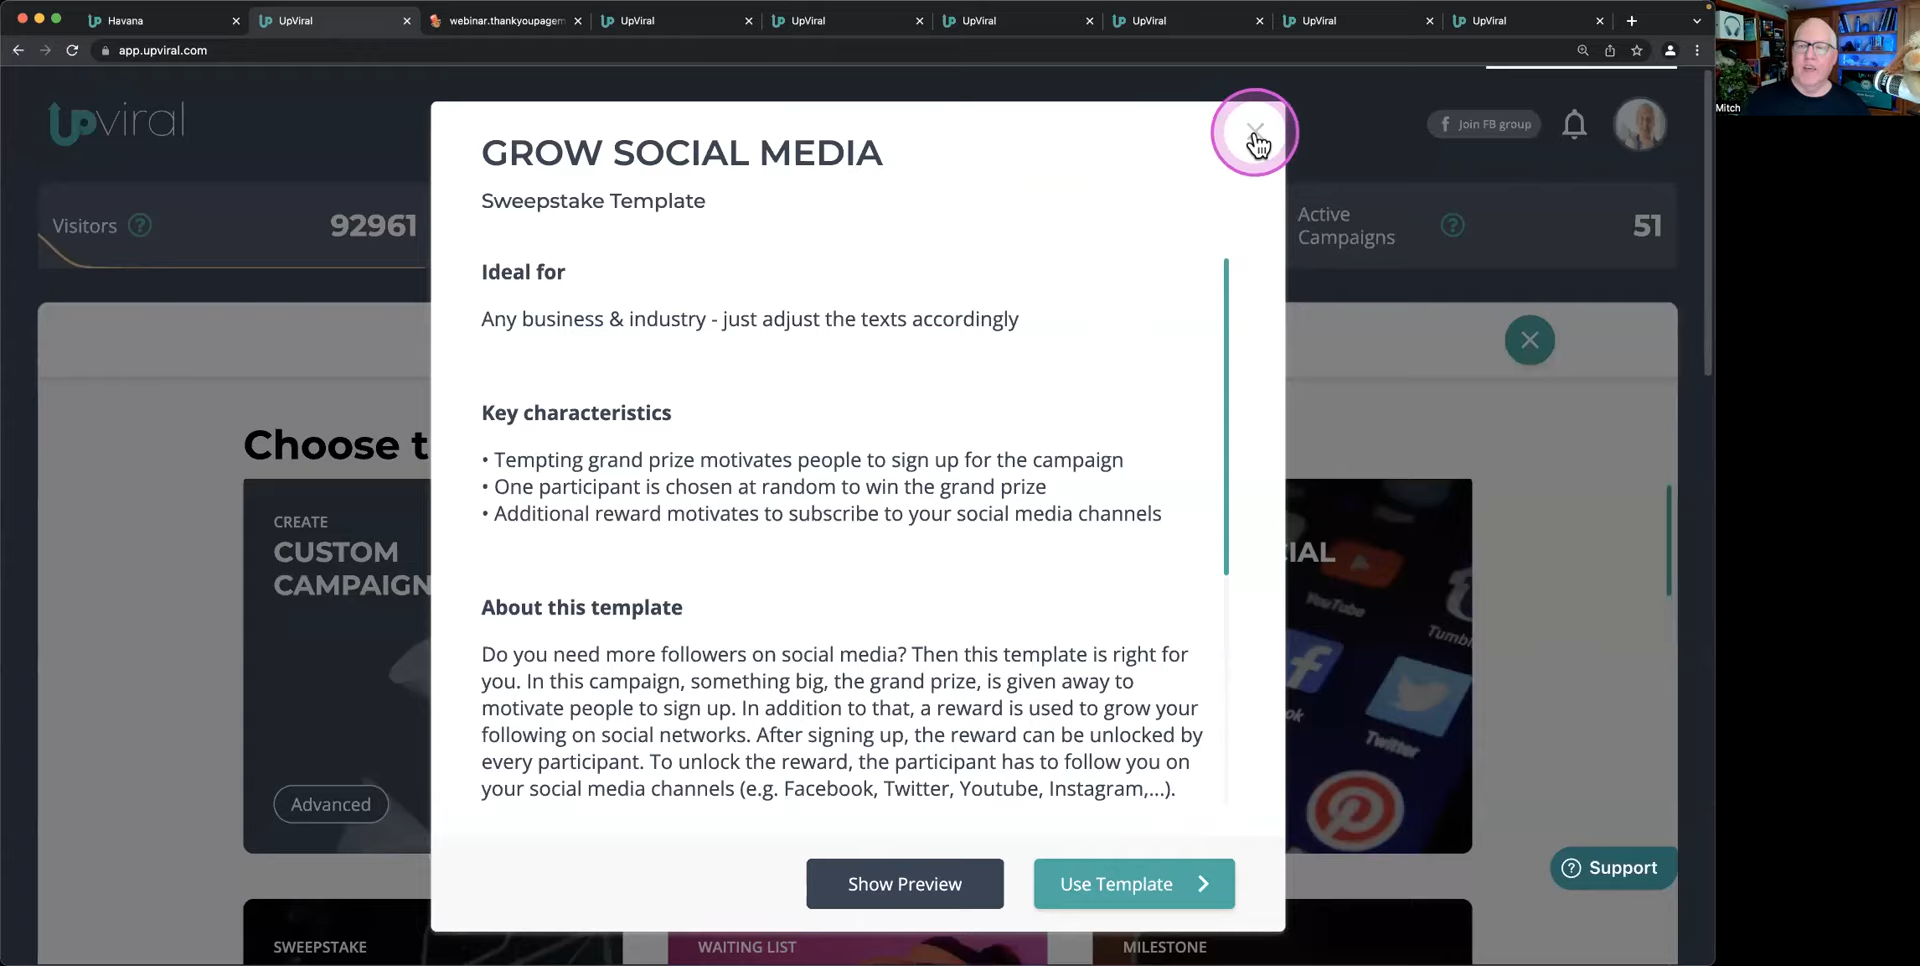 Havana
UpViral
webinar.thankyoupagem
UpViral
UpViral
UpViral
UpViral
UpViral
UpViral
app.upviral.com
Mitch
upviral
Join FB group
Visitors
92961
Active
Campaigns
51
GROW SOCIAL MEDIA
Sweepstake Template
Ideal for
Any business & industry - just adjust the texts accordingly
Key characteristics
• Tempting grand prize motivates people to sign up for the campaign
• One participant is chosen at random to win the grand prize
• Additional reward motivates to subscribe to your social media channels
About this template
Do you need more followers on social media? Then this template is right for
you. In this campaign, something big, the grand prize, is given away to
motivate people to sign up. In addition to that, a reward is used to grow your
following on social networks. After signing up, the reward can be unlocked by
every participant. To unlock the reward, the participant has to follow you on
your social media channels (e.g. Facebook, Twitter, Youtube, Instagram,...).
Show Preview
Use Template
Choose t
CREATE
CUSTOM
CAMPAIGN
Advanced
IAL
YouTube
Tumbl
ok
Twitter
Support
SWEEPSTAKE
WAITING LIST
MILESTONE